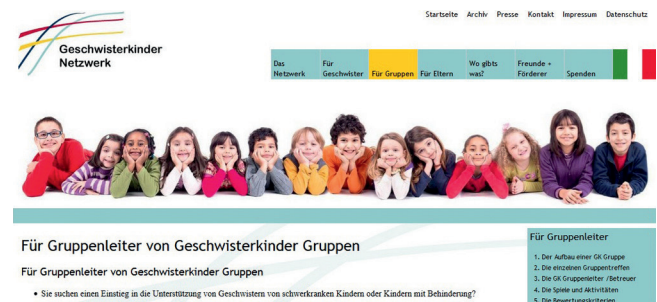 Startseite Archiv Presse Kontakt Impressum Datenschutz
Geschwisterkinder
Netzwerk
Das
Netzwerk
Für
Geschwister
Für Gruppen
Für Eltern
Wo gibts
was?
Freunde +
Förderer
Spenden
Für Gruppenleiter von Geschwisterkinder Gruppen
Für Gruppenleiter von Geschwisterkinder Gruppen
• Sie suchen einen Einstieg in die Unterstützung von Geschwistern von schwerkranken Kindern oder Kindern mit Behinderung?
Für Gruppenleiter
1. Der Aufbau einer GK Gruppe
2. Die einzelnen Gruppentreffen
3. Die GK Gruppenleiter /Betreuer
4. Die Spiele und Aktivitäten
5. Die Bewertungskriterien